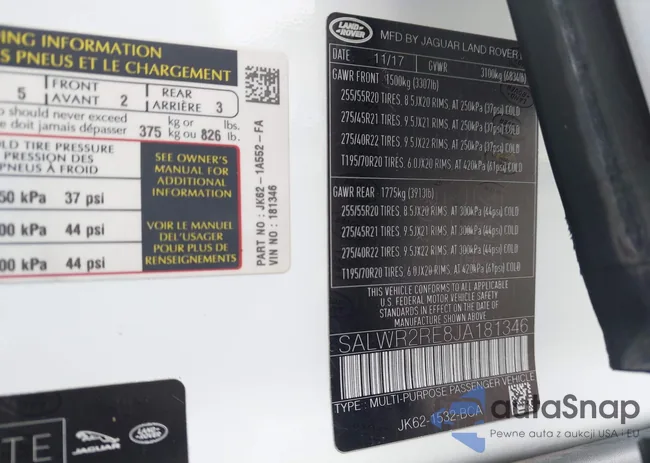 ING INFORMATION
S PNEUS ET LE CHARGEMENT
5 FRONT AVANT 2 REAR ARRIÈRE 3
o should never exceed
e doit jamais dépasser 375 kg or kg ou 826 lbs. lb.
LD TIRE PRESSURE
PRESSION DES
PNEUS À FROID
50 kPa 37 psi
00 kPa 44 psi
00 kPa 44 psi
SEE OWNER'S
MANUAL FOR
ADDITIONAL
INFORMATION
VOIR LE MANUEL
DE L'USAGER
POUR PLUS DE
RENSEIGNEMENTS
PART NO : JK62-1A552-FA
VIN NO : 181346
LAND
ROVER
MFD BY JAGUAR LAND ROVER
DATE 11/17 GVWR 3100kg (6834lb)
GAWR FRONT 1500kg (3307lb)
255/55R20 TIRES. 8.5JX20 RIMS. AT 250kPa (37psi) COLD
275/45R21 TIRES. 9.5JX21 RIMS. AT 250kPa (37psi) COLD
275/40R22 TIRES. 9.5JX22 RIMS. AT 250kPa (37psi) COLD
T195/70R20 TIRES. 6.0JX20 RIMS. AT 420kPa (61psi) COLD
GAWR REAR 1775kg (3913lb)
255/55R20 TIRES. 8.5JX20 RIMS. AT 300kPa (44psi) COLD
275/45R21 TIRES. 9.5JX21 RIMS. AT 300kPa (44psi) COLD
275/40R22 TIRES. 9.5JX22 RIMS. AT 300kPa (44psi) COLD
T195/70R20 TIRES. 6.0JX20 RIMS. AT 420kPa (61psi) COLD
THIS VEHICLE CONFORMS TO ALL APPLICABLE
U.S. FEDERAL MOTOR VEHICLE SAFETY
STANDARDS IN EFFECT ON THE DATE OF
MANUFACTURE SHOWN ABOVE.
SALWR2RE8JA181346
TYPE : MULTI-PURPOSE PASSENGER VEHICLE
JK62-1532-BCA
TE
JAGUAR
LAND
ROVER
autaSnap
Pewne auta z aukcji USA i EU